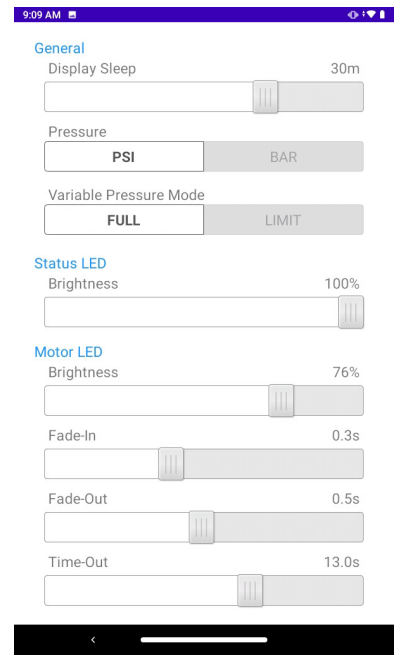 9:09 AM
General
Display Sleep 30m
Pressure
PSI BAR
Variable Pressure Mode
FULL LIMIT
Status LED
Brightness 100%
Motor LED
Brightness 76%
Fade-In 0.3s
Fade-Out 0.5s
Time-Out 13.0s